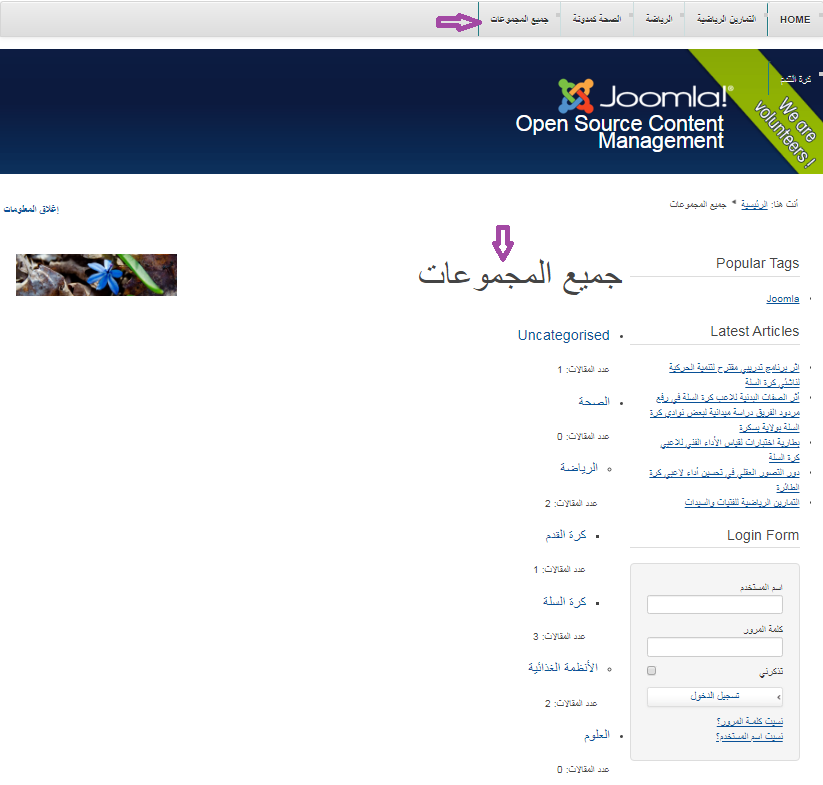 HOME
التمارين الرياضية
الرياضة
الصحة كمدونة
جميع المجموعات
كرة التنس
We are
volunteers!
Joomla!®
Open Source Content
Management
أنت هنا: الرئيسية
جميع المجموعات
إغلاق المعلومات
Popular Tags
Joomla
Latest Articles
اثر برنامج تدريبي مقترح لتنمية الحركية
لناشئي كرة السلة
أثر الصفات البدنية للاعب كرة السلة في رفع
مردود الفريق دراسة ميدانية لبعض نوادي كرة
السلة بولاية بسكرة
بطارية اختبارات لقياس الأداء الفني للاعبي
كرة السلة
دور التصور العقلي في تحسين أداء لاعبي كرة
الطائرة
التمارين الرياضية للفتيات والسيدات
Login Form
اسم المستخدم
كلمة المرور
تذكرني
تسجيل الدخول
نسيت كلمة المرور؟
نسيت اسم المستخدم؟
جميع المجموعات
Uncategorised
عدد المقالات: 1
الصحة
عدد المقالات: 0
الرياضة
عدد المقالات: 2
كرة القدم
عدد المقالات: 1
كرة السلة
عدد المقالات: 3
الأنظمة الغذائية
عدد المقالات: 2
العلوم
عدد المقالات: 0